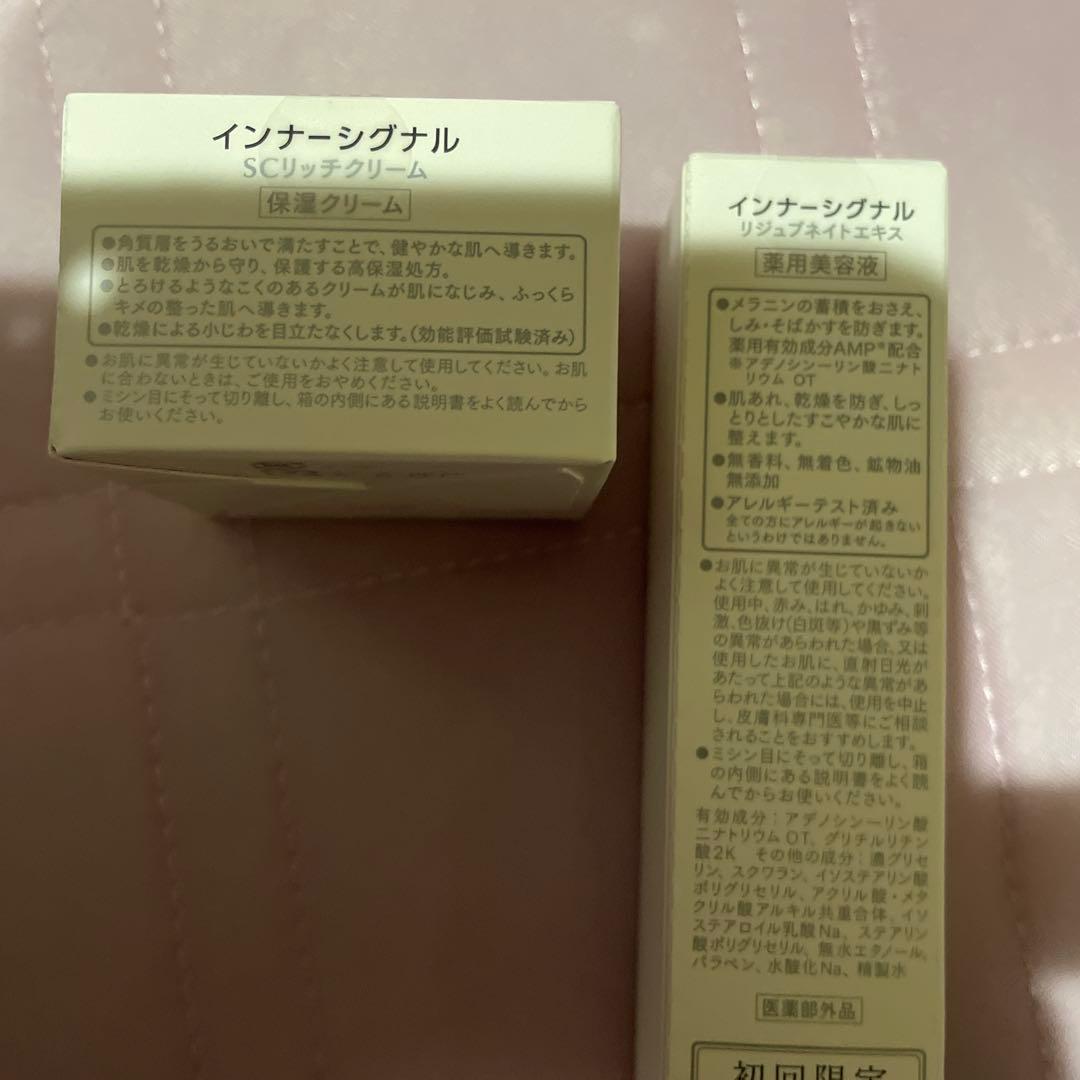 インナーシグナル
SCリッチクリーム
保湿クリーム
●角質層をうるおいで満たすことで、健やかな肌へ導きます。
●肌を乾燥から守り、保護する高保湿処方。
●とろけるようなこくのあるクリームが肌になじみ、ふっくら
キメの整った肌へ導きます。
●乾燥による小じわを目立たなくします。(効能評価試験済み)
●お肌に異常が生じていないかよく注意して使用してください。お肌
に合わないときは、ご使用をおやめください。
●ミシン目にそって切り離し、箱の内側にある説明書をよく読んでから
お使いください。
インナーシグナル
リジュブネイトエキス
薬用美容液
●メラニンの蓄積をおさえ、
しみ・そばかすを防ぎます。
薬用有効成分AMP※配合
※アデノシン一リン酸二ナト
リウム OT
●肌あれ、乾燥を防ぎ、しっ
とりとしたすこやかな肌に
整えます。
●無香料、無着色、鉱物油
無添加
●アレルギーテスト済み
全ての方にアレルギーが起きない
というわけではありません。
●お肌に異常が生じていないか
よく注意して使用してください。
使用中、赤み、はれ、かゆみ、刺
激、色抜け(白斑等)や黒ずみ等
の異常があらわれた場合、又は
使用したお肌に、直射日光が
あたって上記のような異常があ
らわれた場合には、使用を中止
し、皮膚科専門医等にご相談
されることをおすすめします。
●ミシン目にそって切り離し、箱
の内側にある説明書をよく読
んでからお使いください。
有効成分：アデノシン一リン酸
二ナトリウム OT、グリチルリチン
酸2K その他の成分：濃グリセ
リン、スクワラン、イソステアリン酸
ポリグリセリル、アクリル酸・メタ
クリル酸アルキル共重合体、イソ
ステアロイル乳酸Na、ステアリン
酸ポリグリセリル、無水エタノール、
パラベン、水酸化Na、精製水
医薬部外品
初回限定